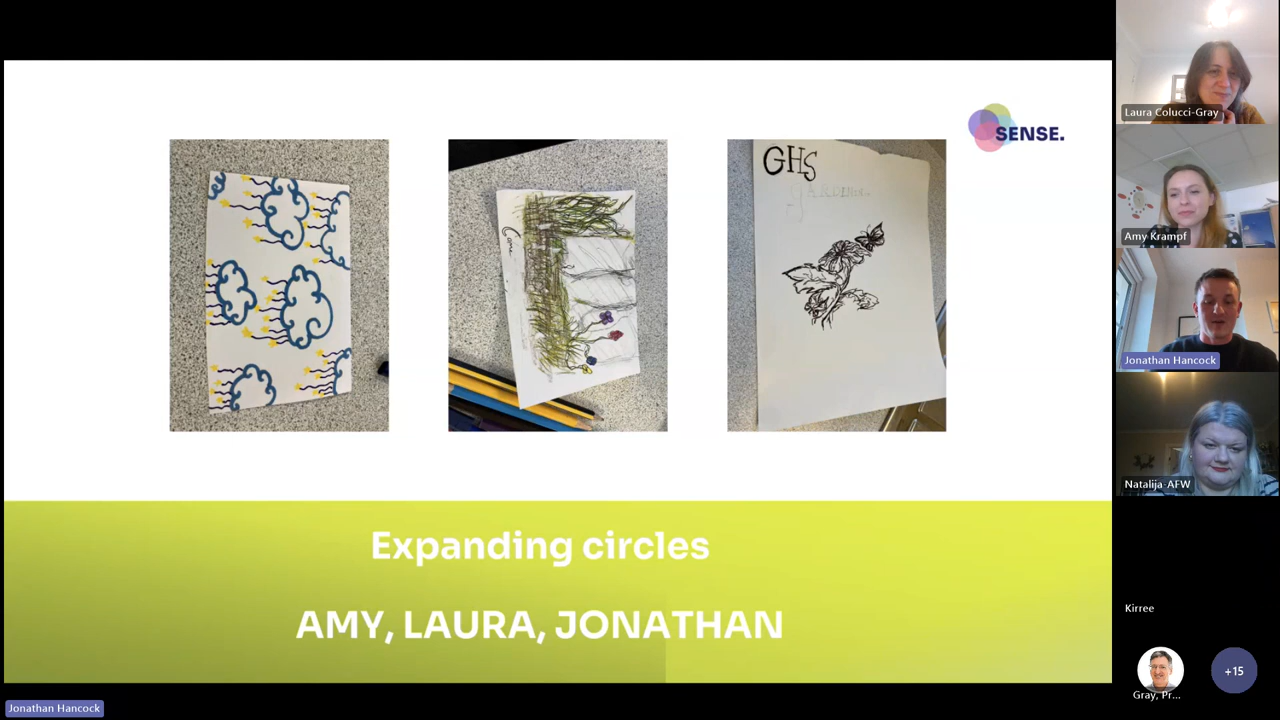 SENSE.
GHS
GARDENING
Expanding circles
AMY, LAURA, JONATHAN
Laura Colucci-Gray
Amy Krampf
Jonathan Hancock
Natalija-AFW
Kirree
Gray, Pr...
+15
Jonathan Hancock